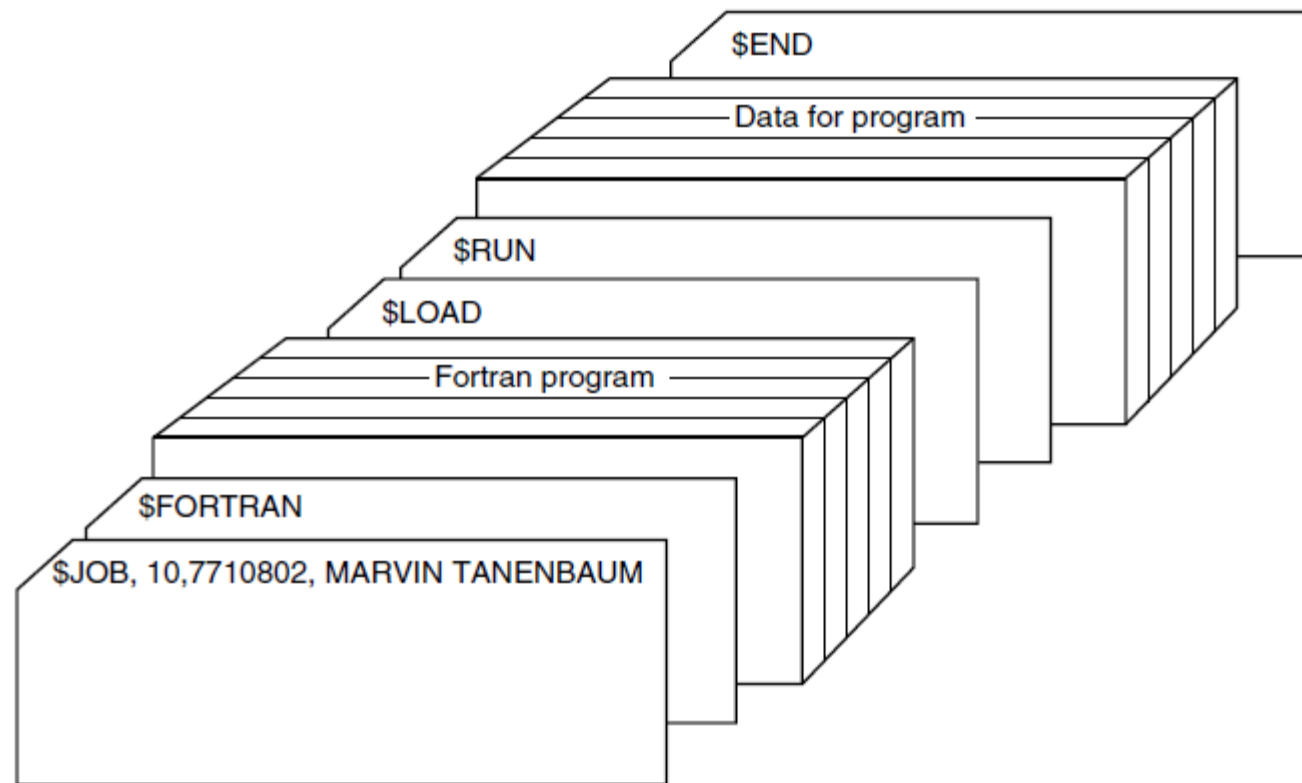 $END
Data for program
$RUN
$LOAD
Fortran program
$FORTRAN
$JOB, 10,7710802, MARVIN TANENBAUM